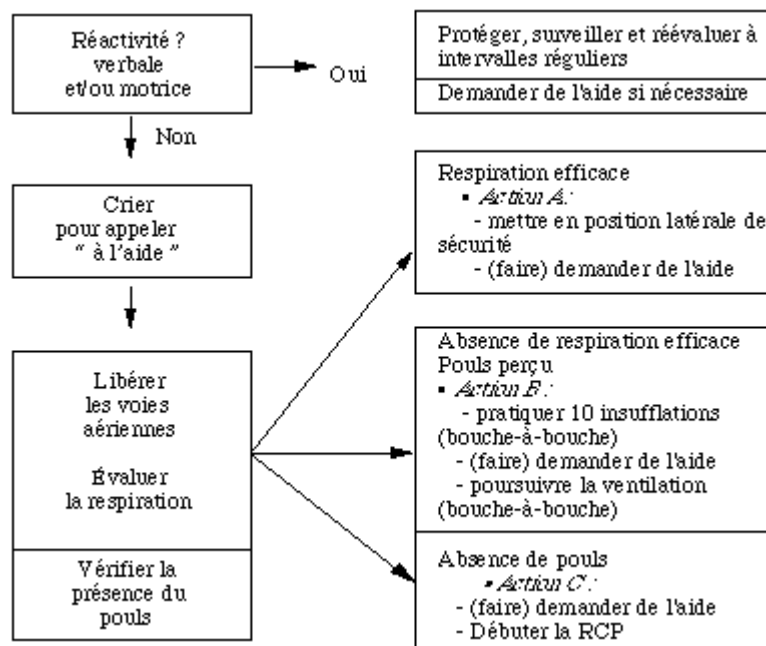 Réactivité ?
verbale
et/ou motrice
Oui
Protéger, surveiller et réévaluer à
intervalles réguliers
Demander de l'aide si nécessaire
Non
Crier
pour appeler
“ à l'aide ”
Respiration efficace
▪ Action A :
- mettre en position latérale de
sécurité
- (faire) demander de l'aide
Libérer
les voies
aériennes
Évaluer
la respiration
Vérifier la
présence du
pouls
Absence de respiration efficace
Pouls perçu
▪ Action B :
- pratiquer 10 insufflations
(bouche-à-bouche)
- (faire) demander de l'aide
- poursuivre la ventilation
(bouche-à-bouche)
Absence de pouls
▪ Action C :
- (faire) demander de l'aide
- Débuter la RCP